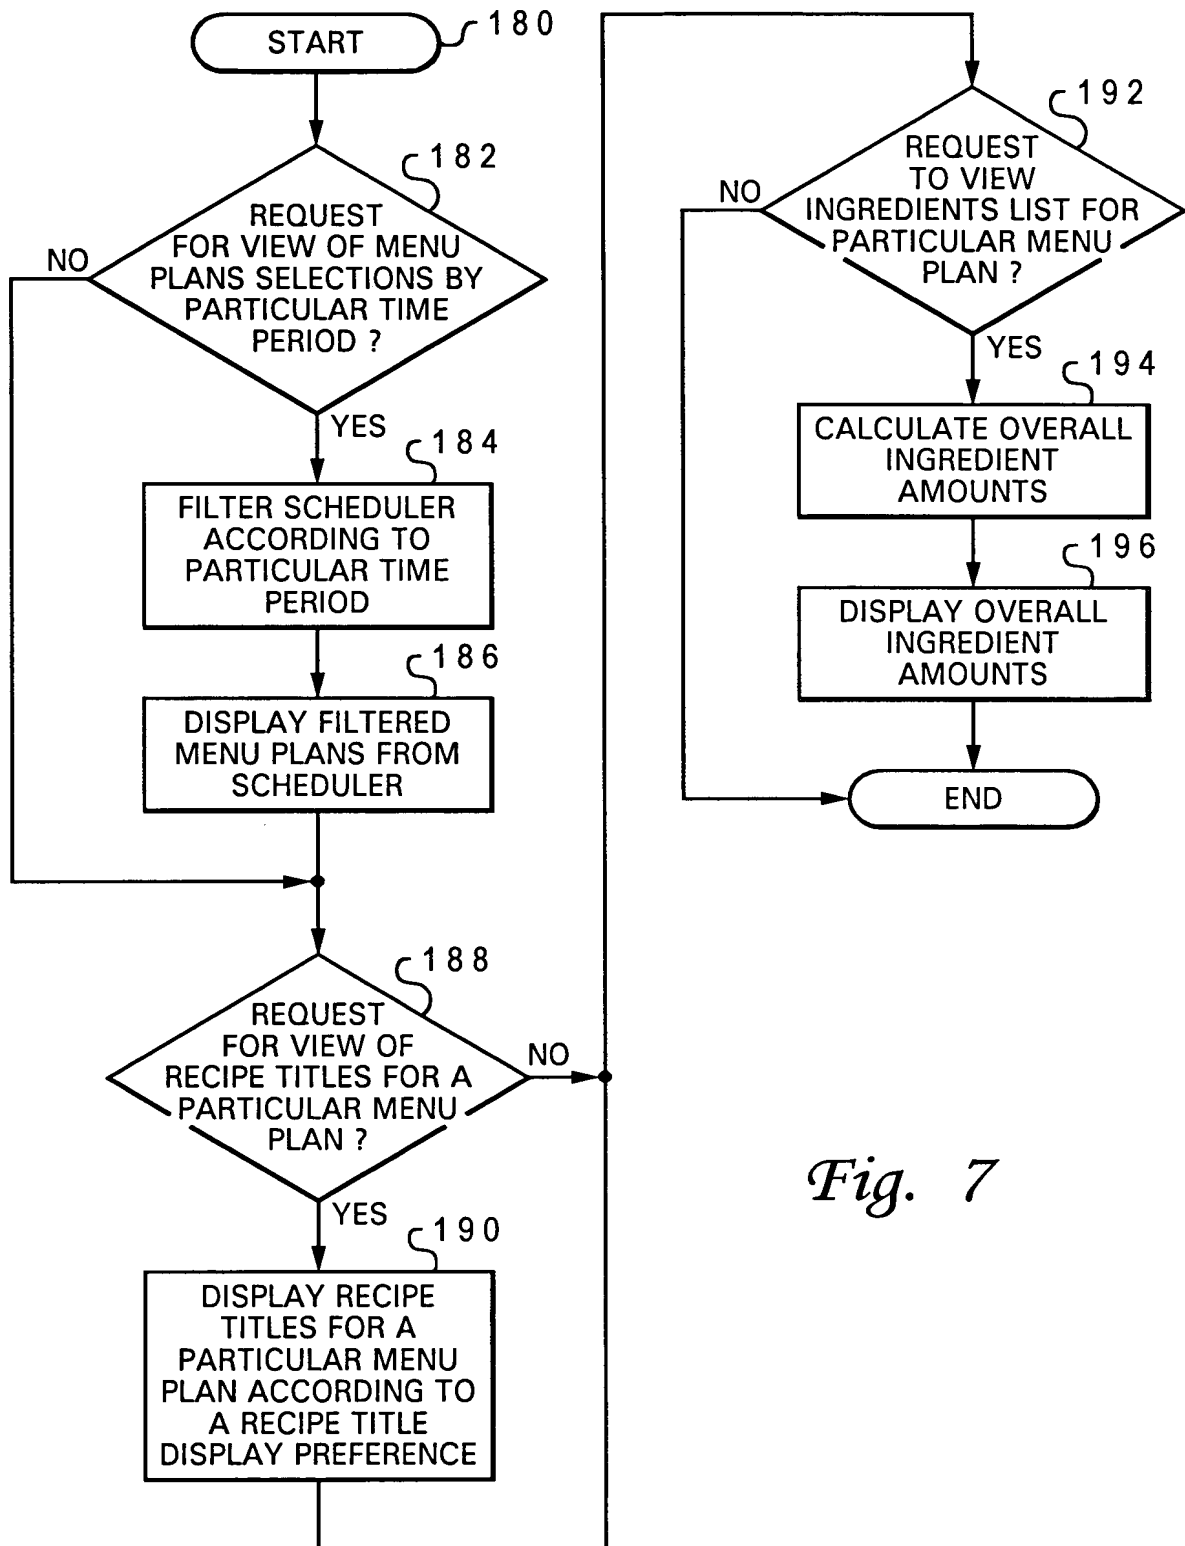 START
180
182
REQUEST
FOR VIEW OF MENU
PLANS SELECTIONS BY
PARTICULAR TIME
PERIOD ?
NO
YES
184
FILTER SCHEDULER
ACCORDING TO
PARTICULAR TIME
PERIOD
186
DISPLAY FILTERED
MENU PLANS FROM
SCHEDULER
188
REQUEST
FOR VIEW OF
RECIPE TITLES FOR A
PARTICULAR MENU
PLAN ?
NO
YES
190
DISPLAY RECIPE
TITLES FOR A
PARTICULAR MENU
PLAN ACCORDING TO
A RECIPE TITLE
DISPLAY PREFERENCE
192
REQUEST
TO VIEW
INGREDIENTS LIST FOR
PARTICULAR MENU
PLAN ?
NO
YES
194
CALCULATE OVERALL
INGREDIENT
AMOUNTS
196
DISPLAY OVERALL
INGREDIENT
AMOUNTS
END
Fig. 7